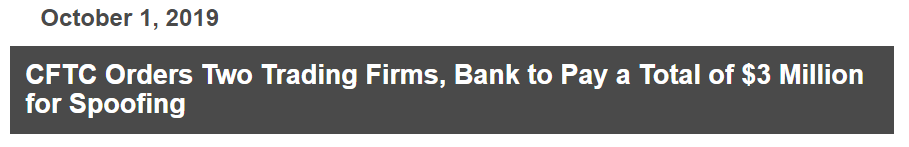 October 1, 2019
CFTC Orders Two Trading Firms, Bank to Pay a Total of $3 Million
for Spoofing